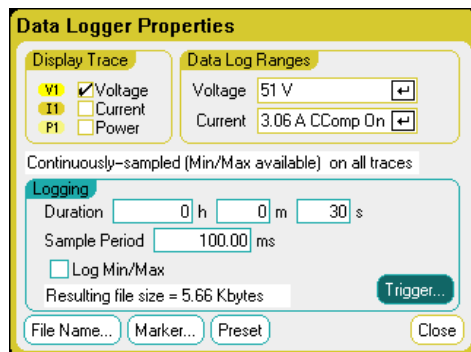 Data Logger Properties
Display Trace
V1 Voltage
I1 Current
P1 Power
Data Log Ranges
Voltage 51 V
Current 3.06 A CComp On
Continuously-sampled (Min/Max available) on all traces
Logging
Duration 0 h 0 m 30 s
Sample Period 100.00 ms
Log Min/Max
Resulting file size = 5.66 Kbytes
Trigger...
File Name... Marker... Preset Close